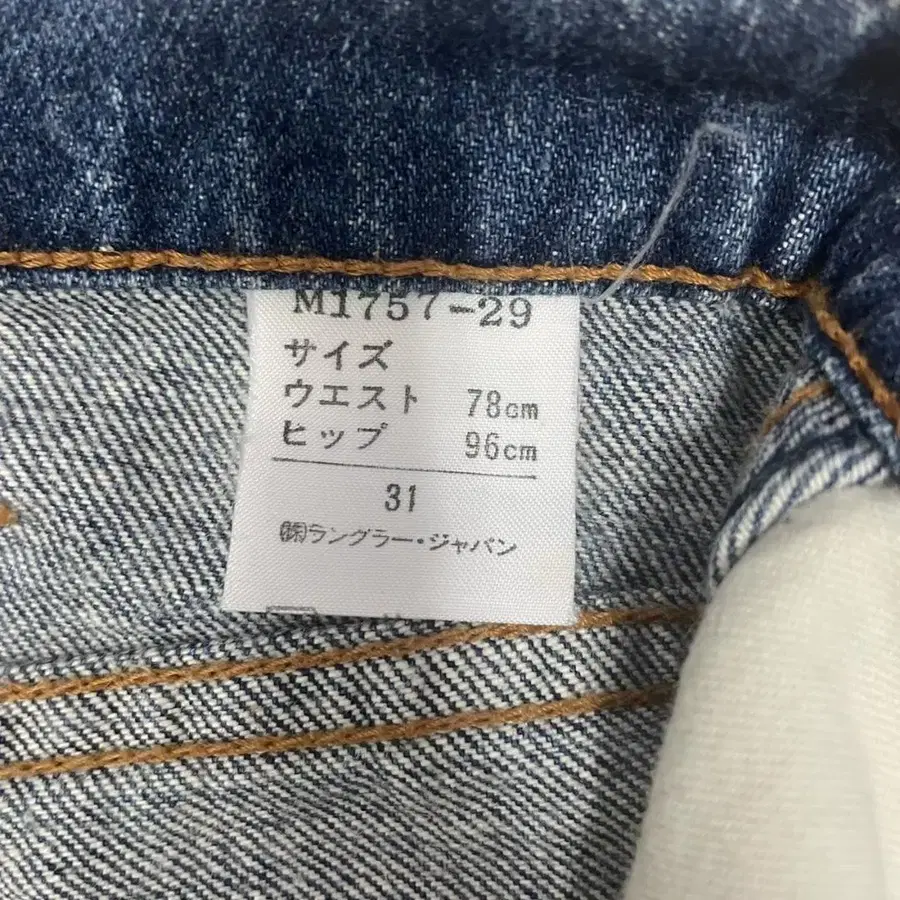 M1757-29
サイズ
ウエスト 78cm
ヒップ 96cm
31
㈱ラングラー・ジャパン